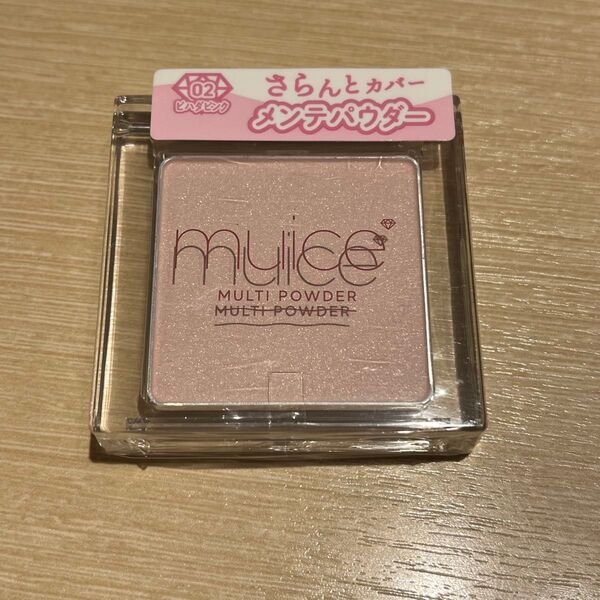 02
ビハダピンク
さらんとカバー
メンテパウダー
muice
MULTI POWDER